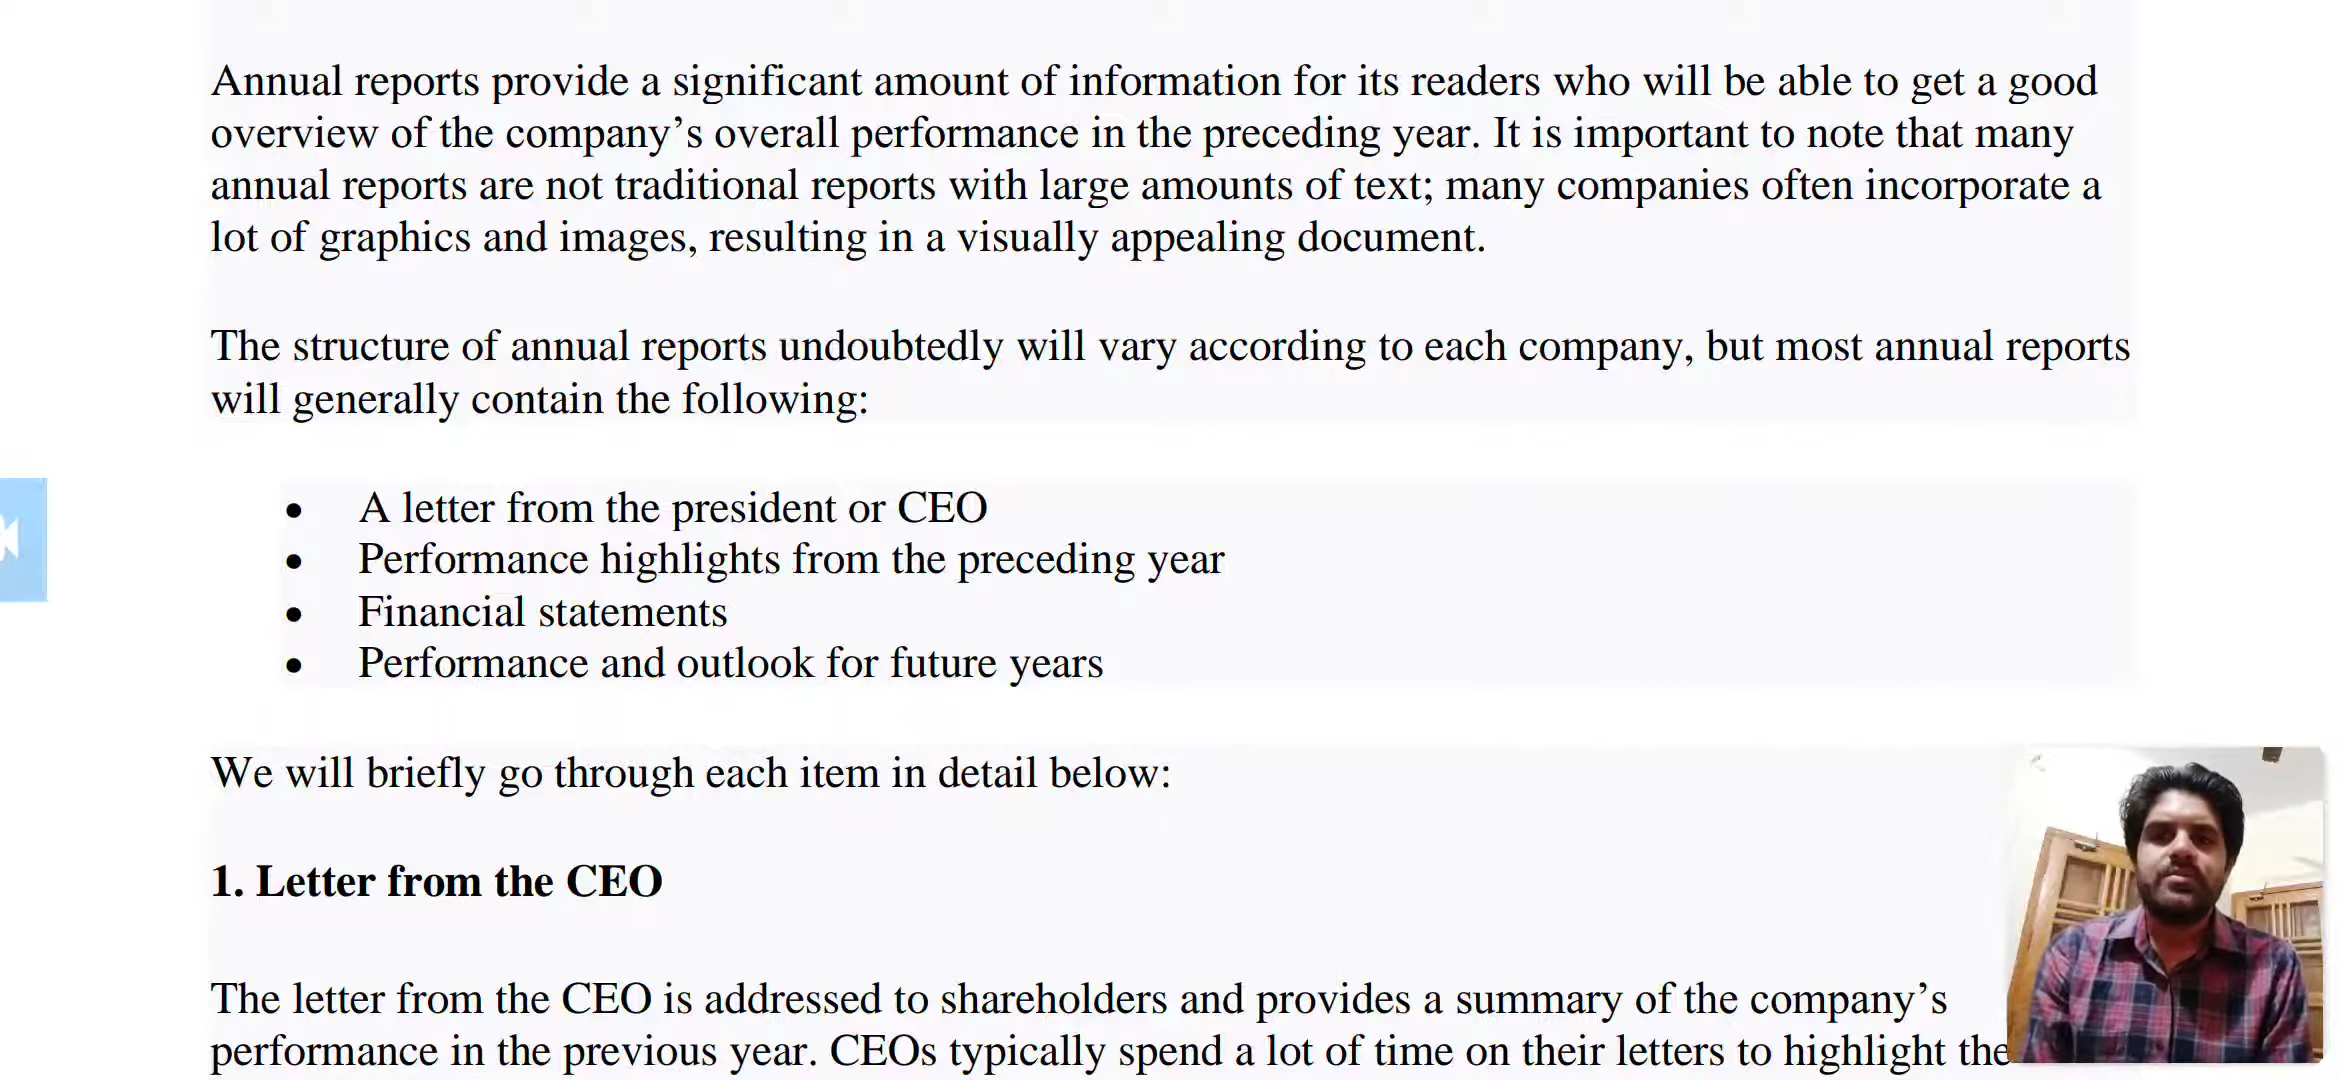 Annual reports provide a significant amount of information for its readers who will be able to get a good
overview of the company’s overall performance in the preceding year. It is important to note that many
annual reports are not traditional reports with large amounts of text; many companies often incorporate a
lot of graphics and images, resulting in a visually appealing document.
The structure of annual reports undoubtedly will vary according to each company, but most annual reports
will generally contain the following:
• A letter from the president or CEO
• Performance highlights from the preceding year
• Financial statements
• Performance and outlook for future years
We will briefly go through each item in detail below:
1. Letter from the CEO
The letter from the CEO is addressed to shareholders and provides a summary of the company’s
performance in the previous year. CEOs typically spend a lot of time on their letters to highlight the